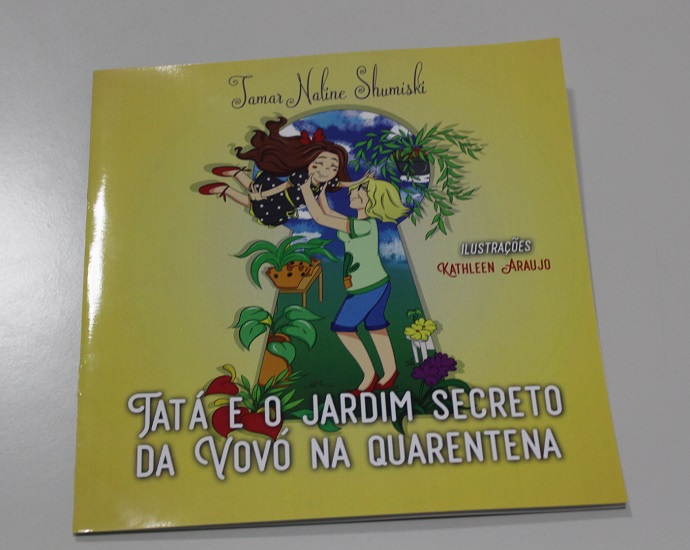 Tamar Naline Shumiski
ILUSTRAÇÕES
KATHLEEN ARAUJO
TATÁ E O JARDIM SECRETO
DA VOVÓ NA QUARENTENA